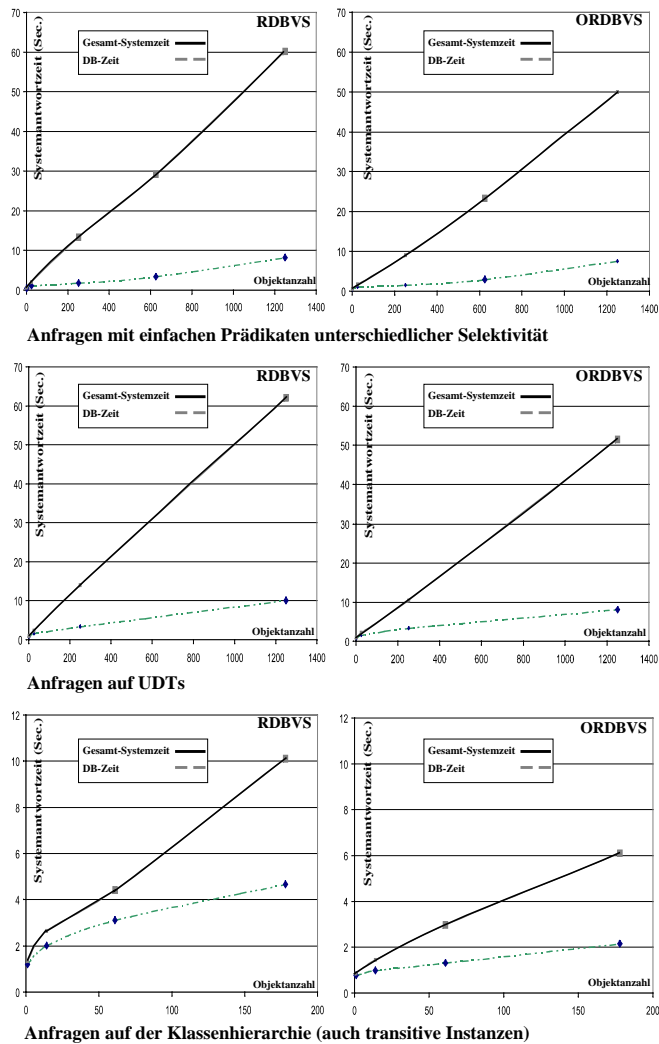 RDBVS
Systemantwortzeit (Sec.)
Gesamt-Systemzeit
DB-Zeit
70
60
50
40
30
20
10
0
0 200 400 600 800 1000 1200 1400
Objektanzahl
ORDBVS
Systemantwortzeit (Sec.)
Gesamt-Systemzeit
DB-Zeit
70
60
50
40
30
20
10
0
0 200 400 600 800 1000 1200 1400
Objektanzahl
Anfragen mit einfachen Prädikaten unterschiedlicher Selektivität
RDBVS
Systemantwortzeit (Sec.)
Gesamt-Systemzeit
DB-Zeit
70
60
50
40
30
20
10
0
0 200 400 600 800 1000 1200 1400
Objektanzahl
ORDBVS
Systemantwortzeit (Sec.)
Gesamt-Systemzeit
DB-Zeit
70
60
50
40
30
20
10
0
0 200 400 600 800 1000 1200 1400
Objektanzahl
Anfragen auf UDTs
RDBVS
Systemantwortzeit (Sec.)
Gesamt-Systemzeit
DB-Zeit
12
10
8
6
4
2
0
0 50 100 150 200
Objektanzahl
ORDBVS
Systemantwortzeit (Sec.)
Gesamt-Systemzeit
DB-Zeit
12
10
8
6
4
2
0
0 50 100 150 200
Objektanzahl
Anfragen auf der Klassenhierarchie (auch transitive Instanzen)